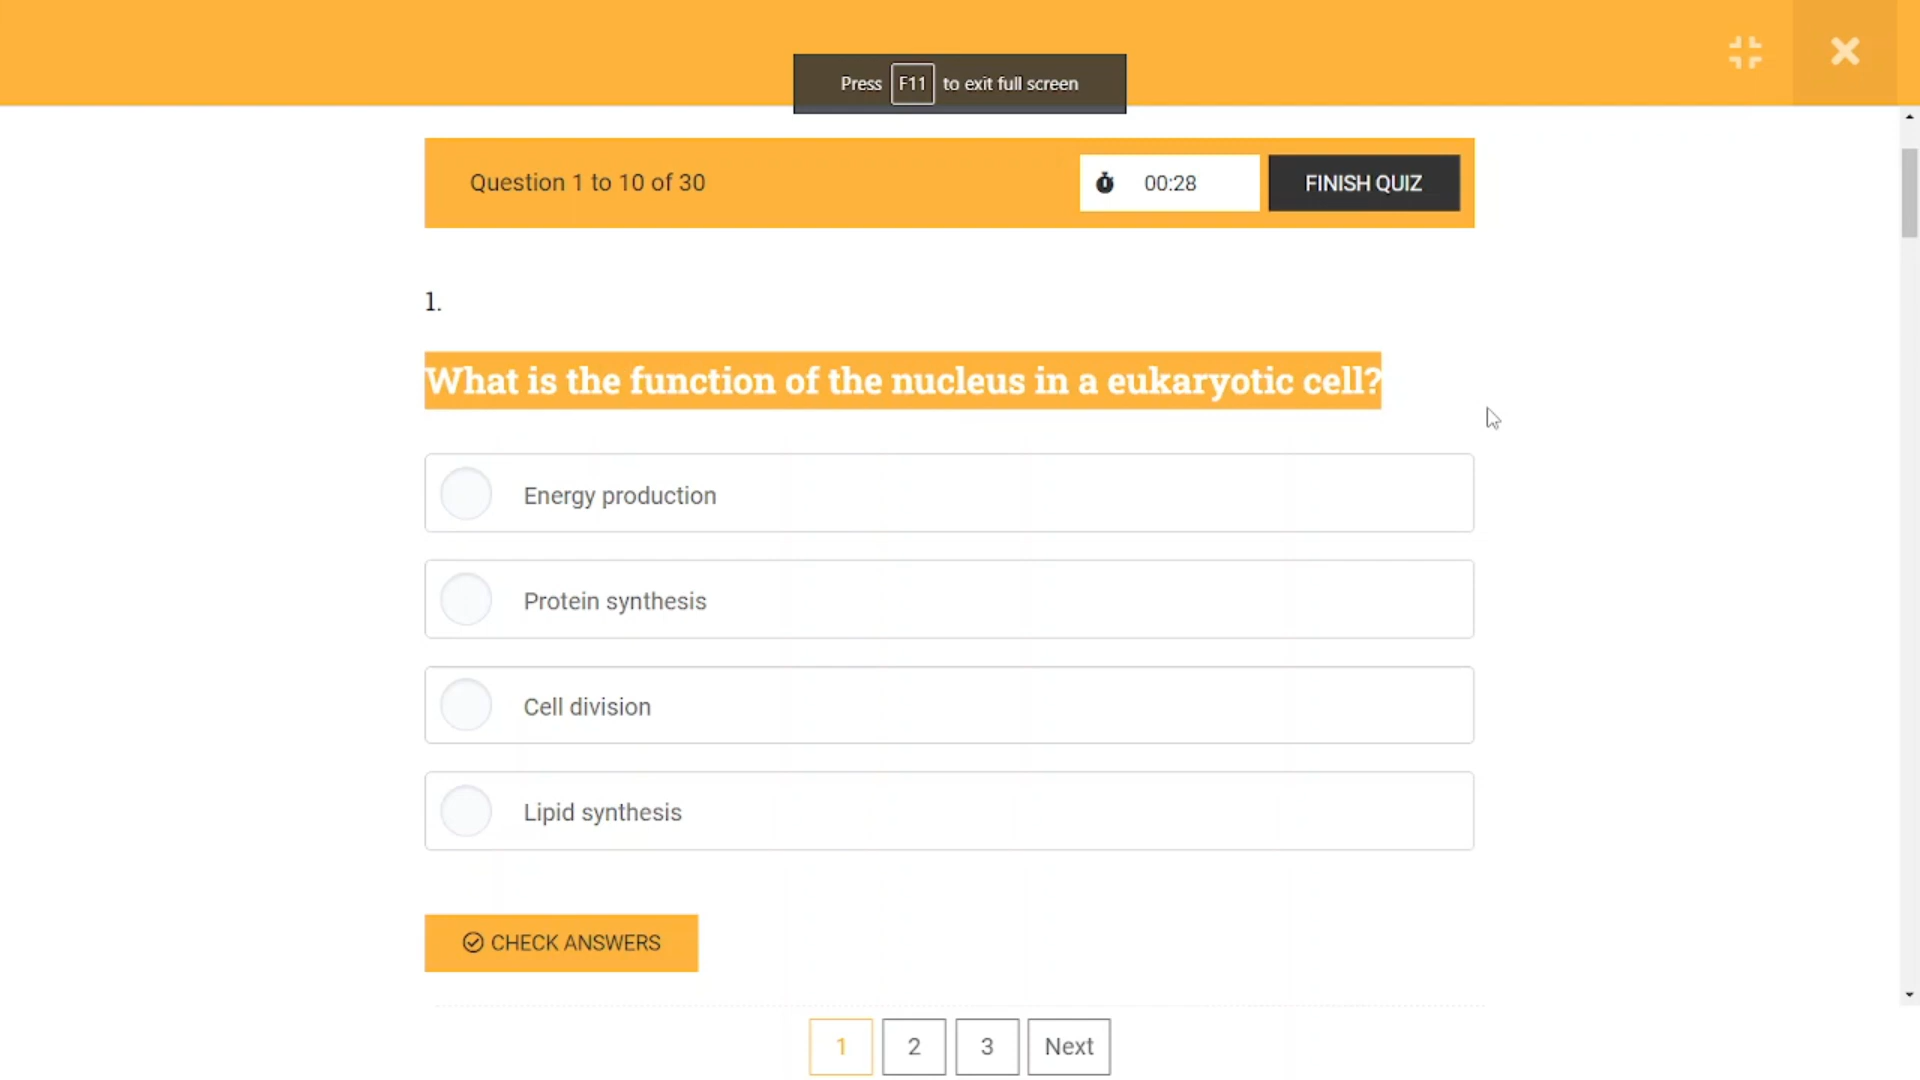 Press F11 to exit full screen
Question 1 to 10 of 30
00:28
FINISH QUIZ
1.
What is the function of the nucleus in a eukaryotic cell?
Energy production
Protein synthesis
Cell division
Lipid synthesis
CHECK ANSWERS
1 2 3 Next